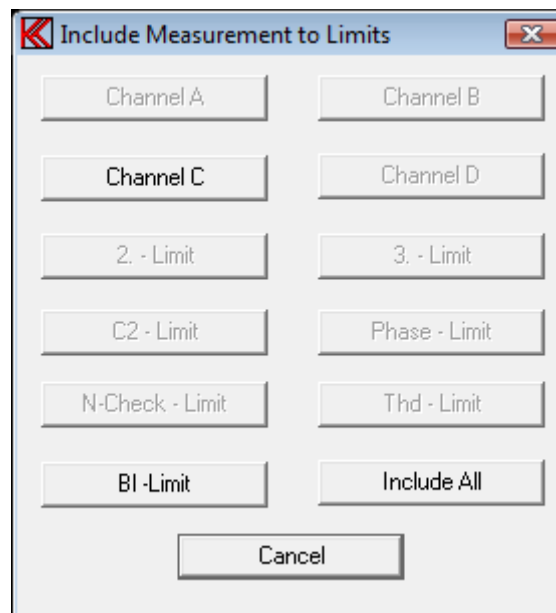 Include Measurement to Limits
Channel A
Channel B
Channel C
Channel D
2. - Limit
3. - Limit
C2 - Limit
Phase - Limit
N-Check - Limit
Thd - Limit
Bl -Limit
Include All
Cancel